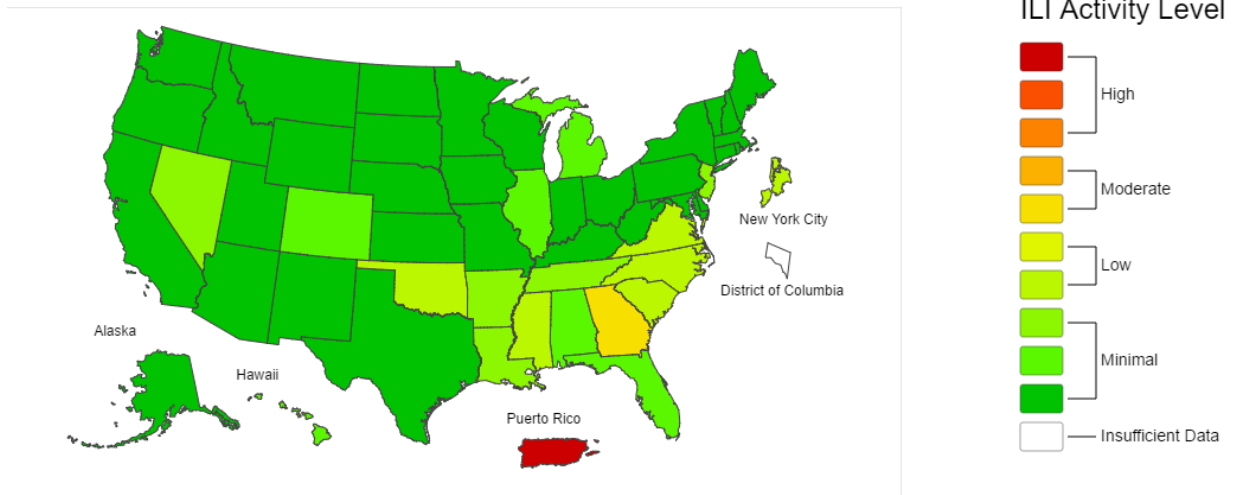 ILI Activity Level
High
Moderate
New York City
Low
District of Columbia
Alaska
Minimal
Hawaii
Puerto Rico
Insufficient Data